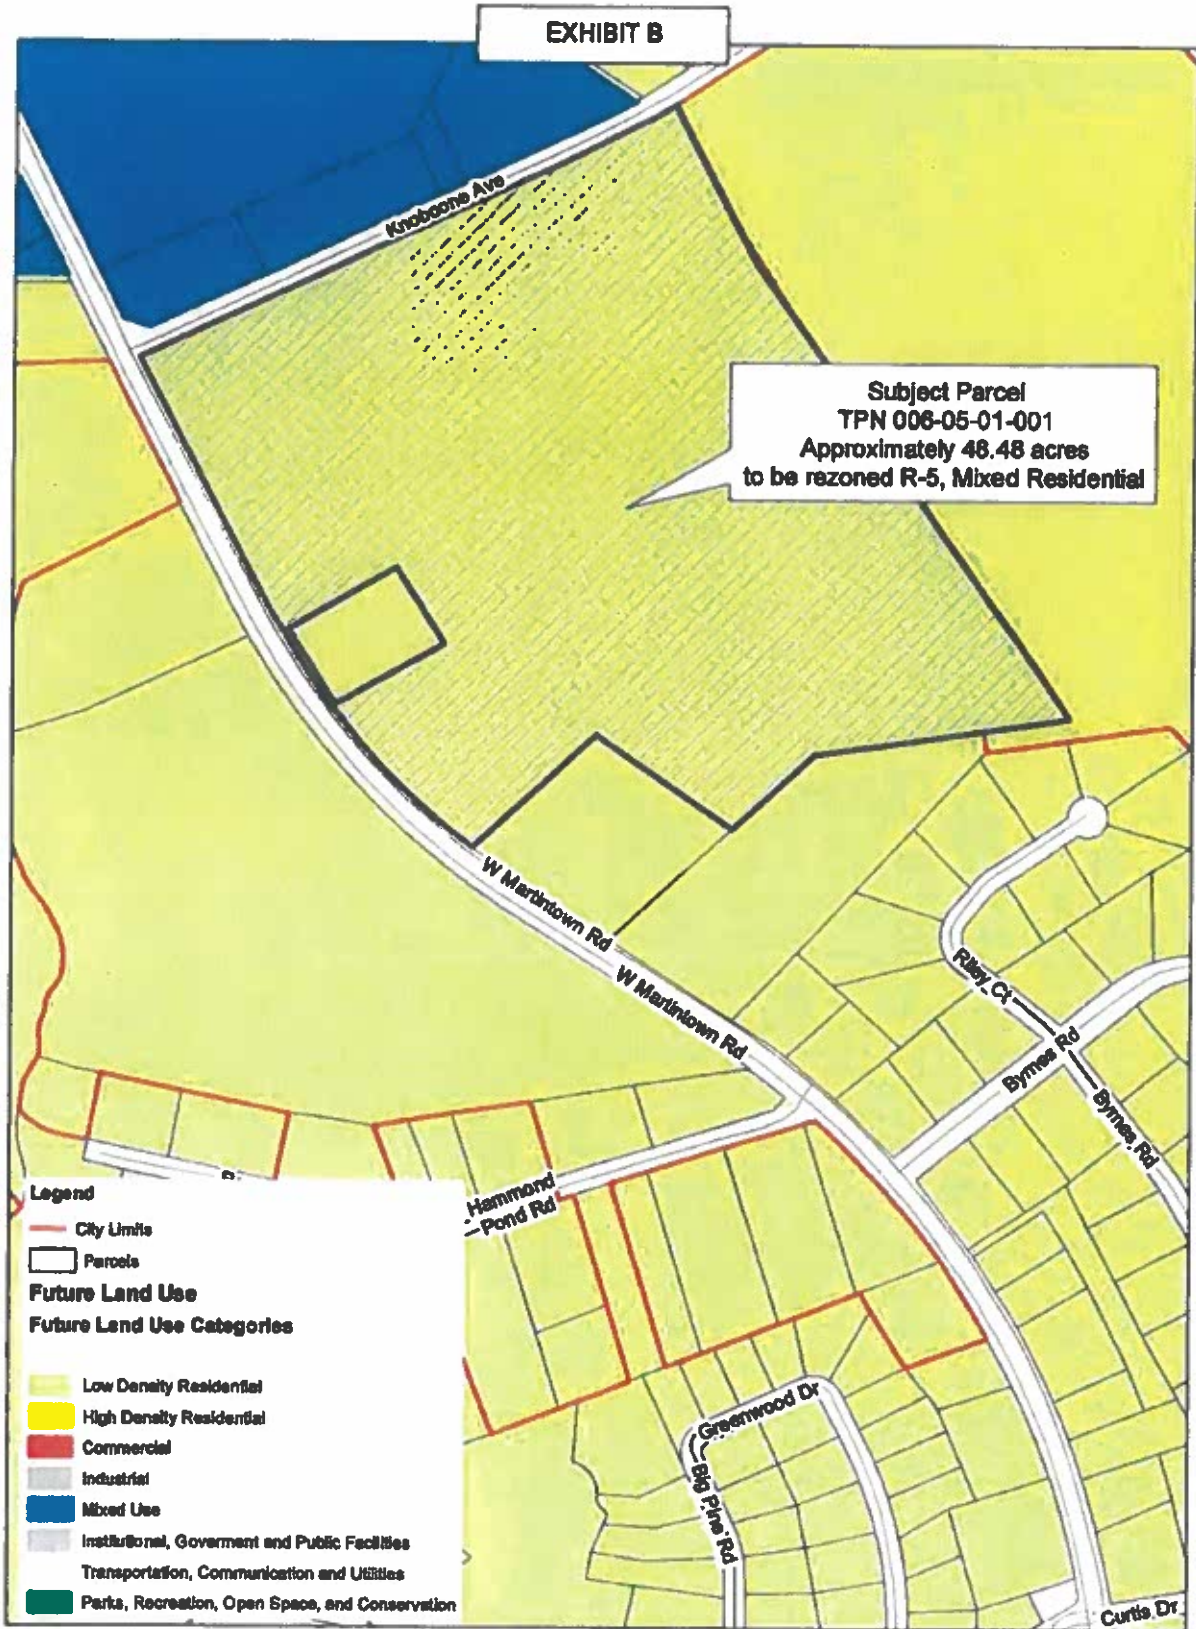 EXHIBIT B
Knobcone Ave
Subject Parcel
TPN 006-05-01-001
Approximately 48.48 acres
to be rezoned R-5, Mixed Residential
W Martintown Rd
W Martintown Rd
Riley Ct
Byrnes Rd
Byrnes Rd
Hammond
Pond Rd
Greenwood Dr
Big Pine Rd
Curtis Dr
Legend
City Limits
Parcels
Future Land Use
Future Land Use Categories
Low Density Residential
High Density Residential
Commercial
Industrial
Mixed Use
Institutional, Goverment and Public Facilities
Transportation, Communication and Utilities
Parks, Recreation, Open Space, and Conservation